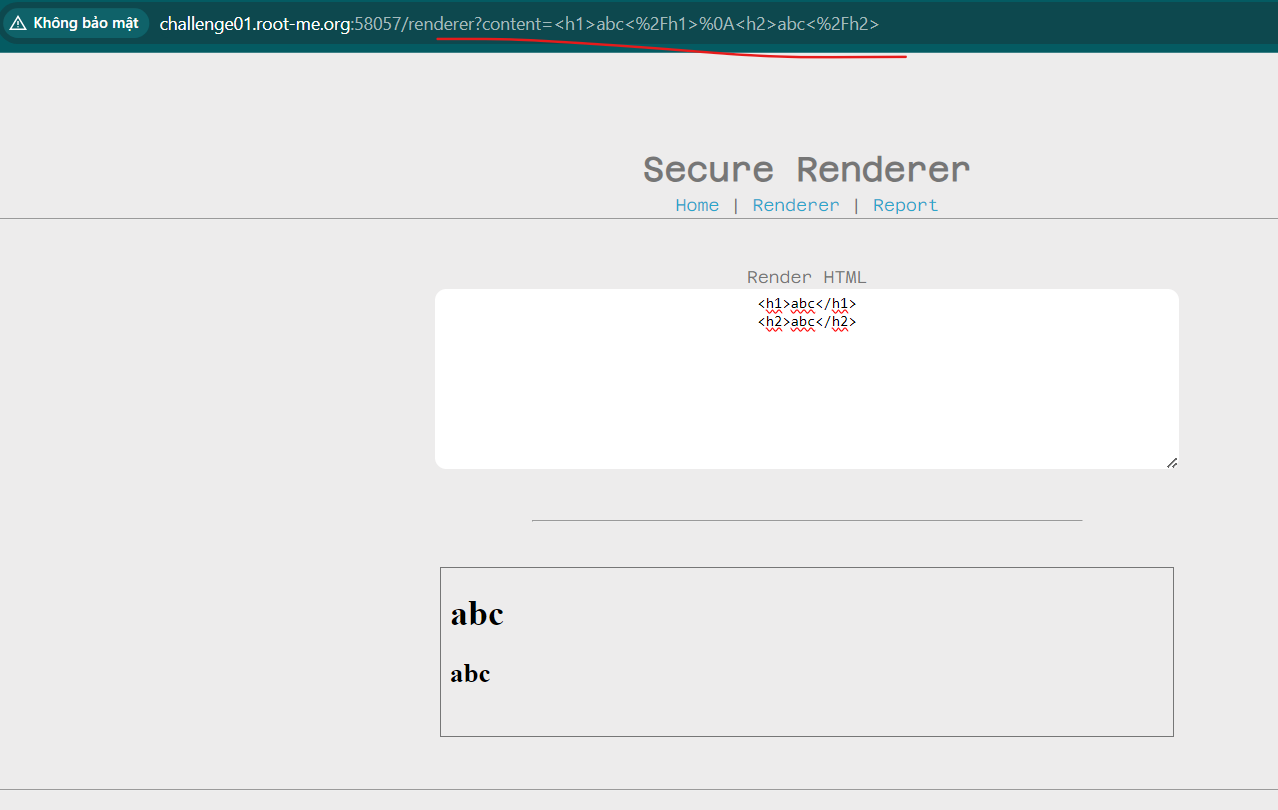 Không bảo mật challenge01.root-me.org:58057/renderer?content=<h1>abc<%2Fh1>%0A<h2>abc<%2Fh2>
Secure Renderer
Home | Renderer | Report
Render HTML
<h1>abc</h1>
<h2>abc</h2>
abc
abc